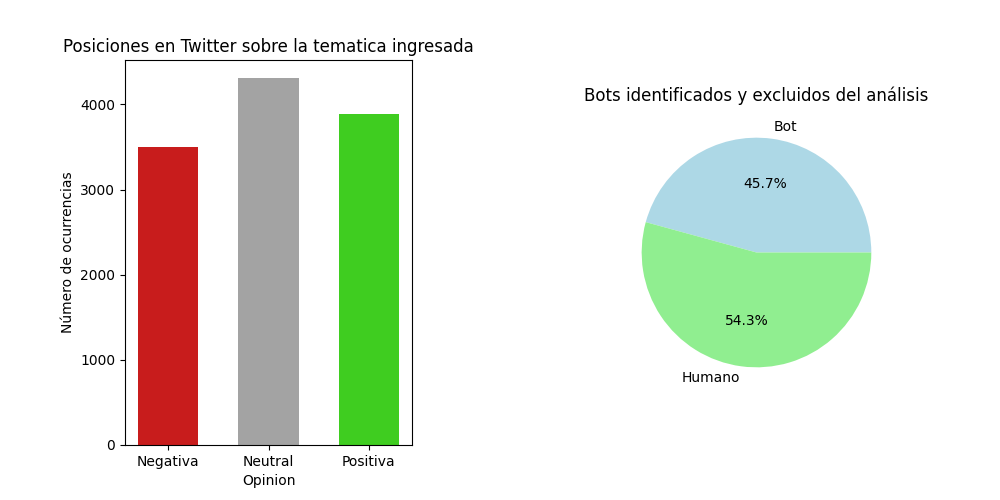 Posiciones en Twitter sobre la tematica ingresada
Número de ocurrencias
4000
3000
2000
1000
0
Negativa
Neutral
Positiva
Opinion
Bots identificados y excluidos del análisis
Bot
45.7%
54.3%
Humano